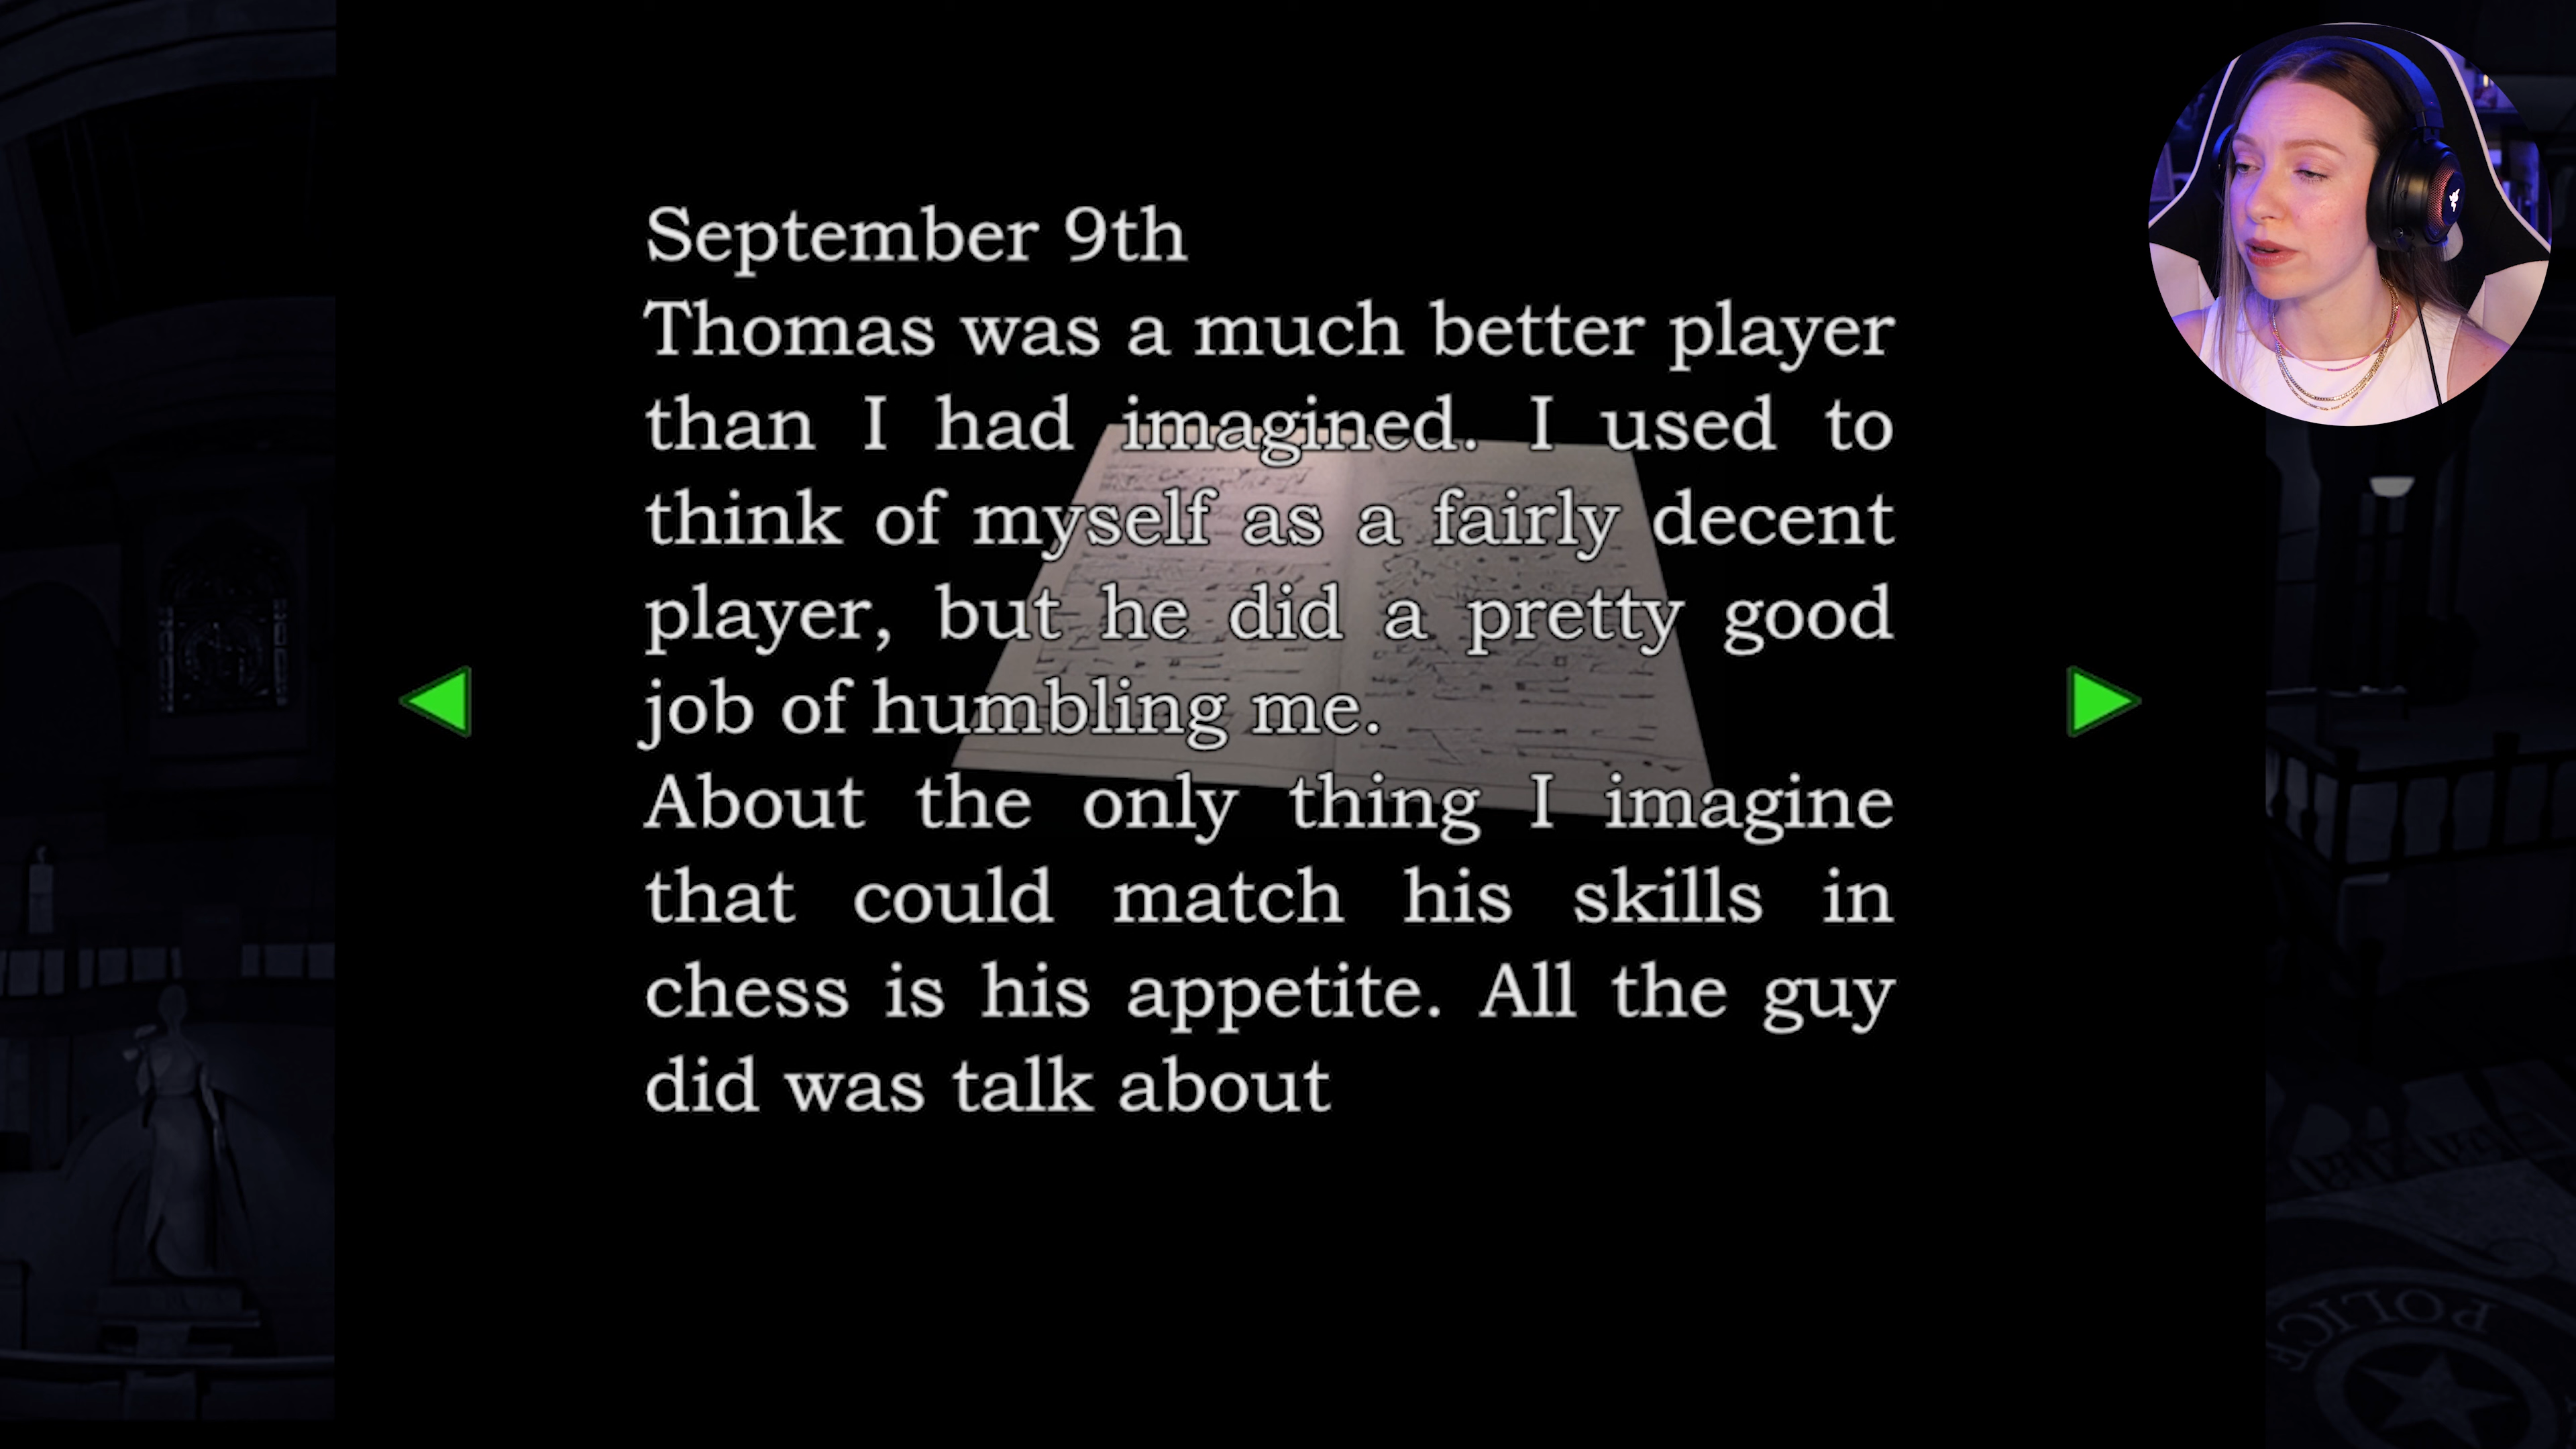 September 9th
Thomas was a much better player
than I had imagined. I used to
think of myself as a fairly decent
player, but he did a pretty good
job of humbling me.
About the only thing I imagine
that could match his skills in
chess is his appetite. All the guy
did was talk about
POLICE